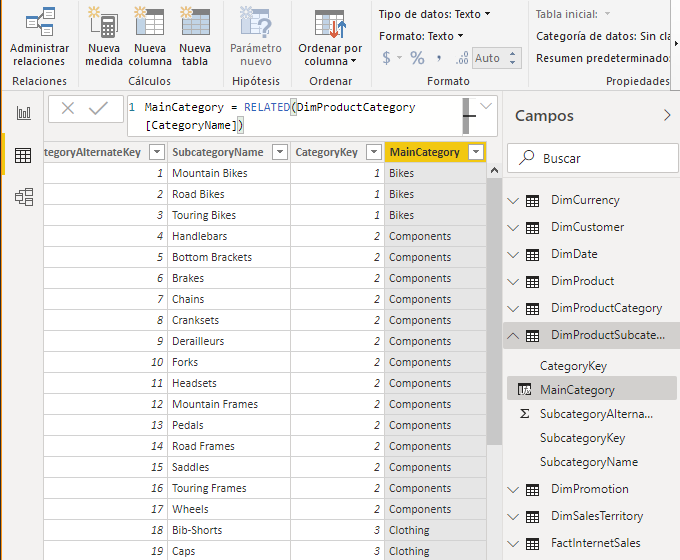 Administrar
relaciones
Relaciones
Nueva
medida
Nueva
columna
Nueva
tabla
Cálculos
Parámetro
nuevo
Hipótesis
Ordenar por
columna
Ordenar
Tipo de datos: Texto
Formato: Texto
$ % , .00 Auto
Formato
Tabla inicial:
Categoría de datos: Sin cla
Resumen predeterminado:
Propiedades
1 MainCategory = RELATED(DimProductCategory
[CategoryName])
tegoryAlternateKey SubcategoryName CategoryKey MainCategory
1 Mountain Bikes 1 Bikes
2 Road Bikes 1 Bikes
3 Touring Bikes 1 Bikes
4 Handlebars 2 Components
5 Bottom Brackets 2 Components
6 Brakes 2 Components
7 Chains 2 Components
8 Cranksets 2 Components
9 Derailleurs 2 Components
10 Forks 2 Components
11 Headsets 2 Components
12 Mountain Frames 2 Components
13 Pedals 2 Components
14 Road Frames 2 Components
15 Saddles 2 Components
16 Touring Frames 2 Components
17 Wheels 2 Components
18 Bib-Shorts 3 Clothing
19 Caps 3 Clothing
Campos
Buscar
DimCurrency
DimCustomer
DimDate
DimProduct
DimProductCategory
DimProductSubcate...
CategoryKey
MainCategory
Σ SubcategoryAlterna...
SubcategoryKey
SubcategoryName
DimPromotion
DimSalesTerritory
FactInternetSales